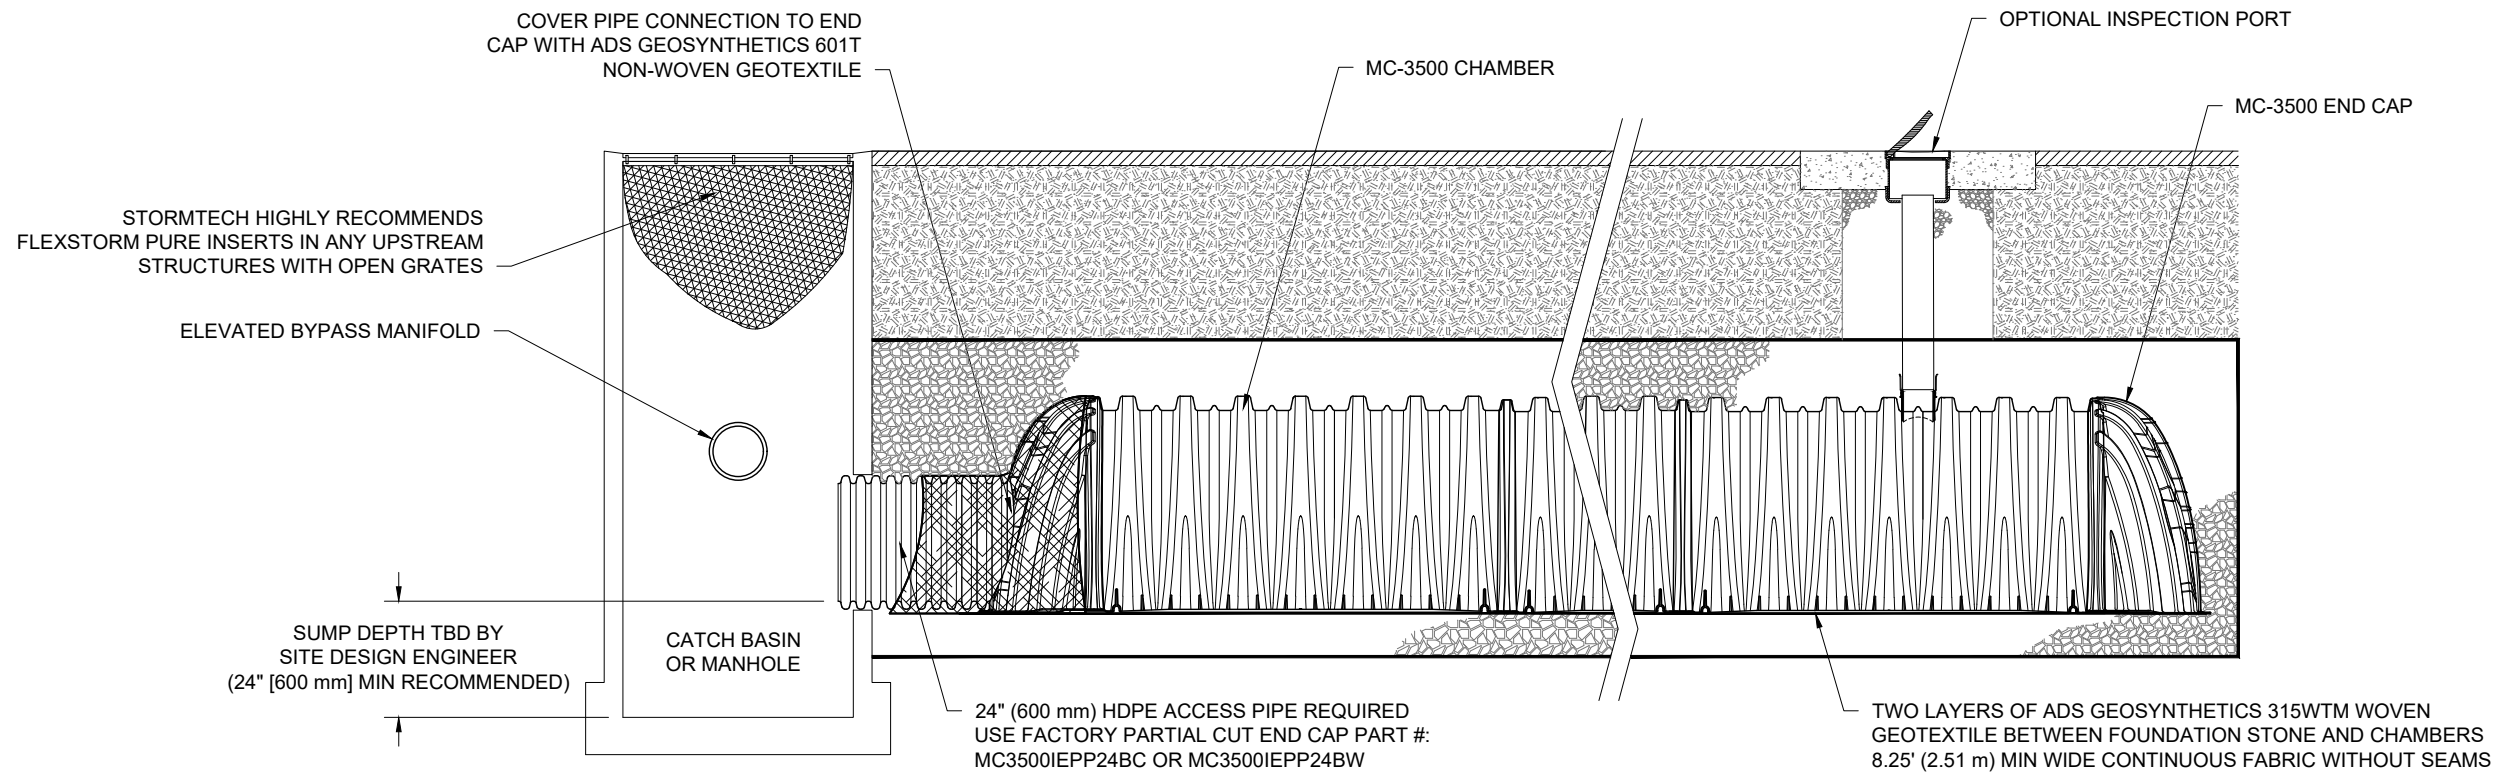 COVER PIPE CONNECTION TO END
CAP WITH ADS GEOSYNTHETICS 601T
NON-WOVEN GEOTEXTILE
OPTIONAL INSPECTION PORT
MC-3500 CHAMBER
MC-3500 END CAP
STORMTECH HIGHLY RECOMMENDS
FLEXSTORM PURE INSERTS IN ANY UPSTREAM
STRUCTURES WITH OPEN GRATES
ELEVATED BYPASS MANIFOLD
SUMP DEPTH TBD BY
SITE DESIGN ENGINEER
(24" [600 mm] MIN RECOMMENDED)
CATCH BASIN
OR MANHOLE
24" (600 mm) HDPE ACCESS PIPE REQUIRED
USE FACTORY PARTIAL CUT END CAP PART #:
MC3500IEPP24BC OR MC3500IEPP24BW
TWO LAYERS OF ADS GEOSYNTHETICS 315WTM WOVEN
GEOTEXTILE BETWEEN FOUNDATION STONE AND CHAMBERS
8.25' (2.51 m) MIN WIDE CONTINUOUS FABRIC WITHOUT SEAMS